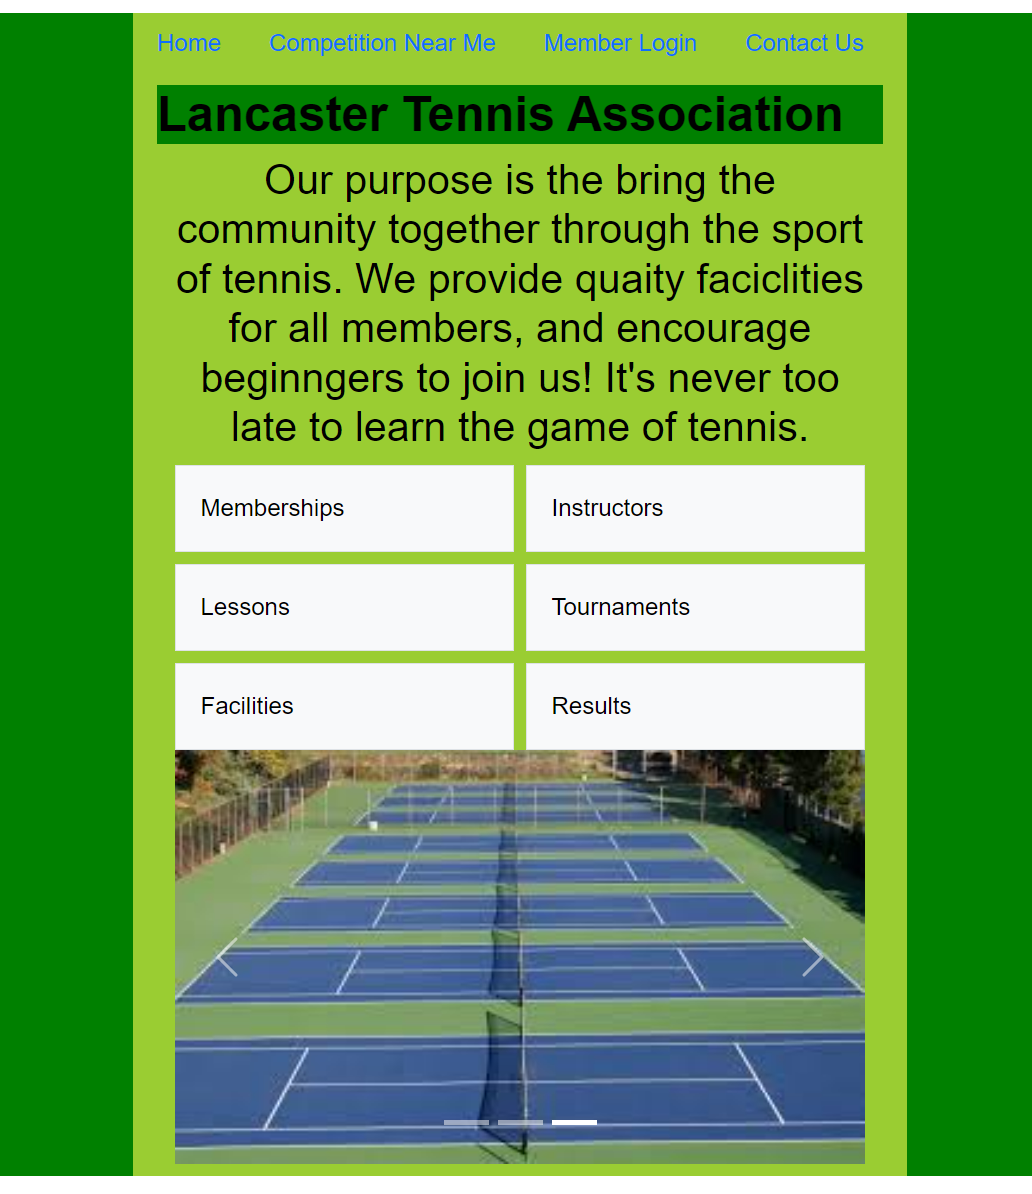 Home Competition Near Me Member Login Contact Us
Lancaster Tennis Association
Our purpose is the bring the
community together through the sport
of tennis. We provide quaity faciclities
for all members, and encourage
beginngers to join us! It's never too
late to learn the game of tennis.
Memberships Instructors
Lessons Tournaments
Facilities Results